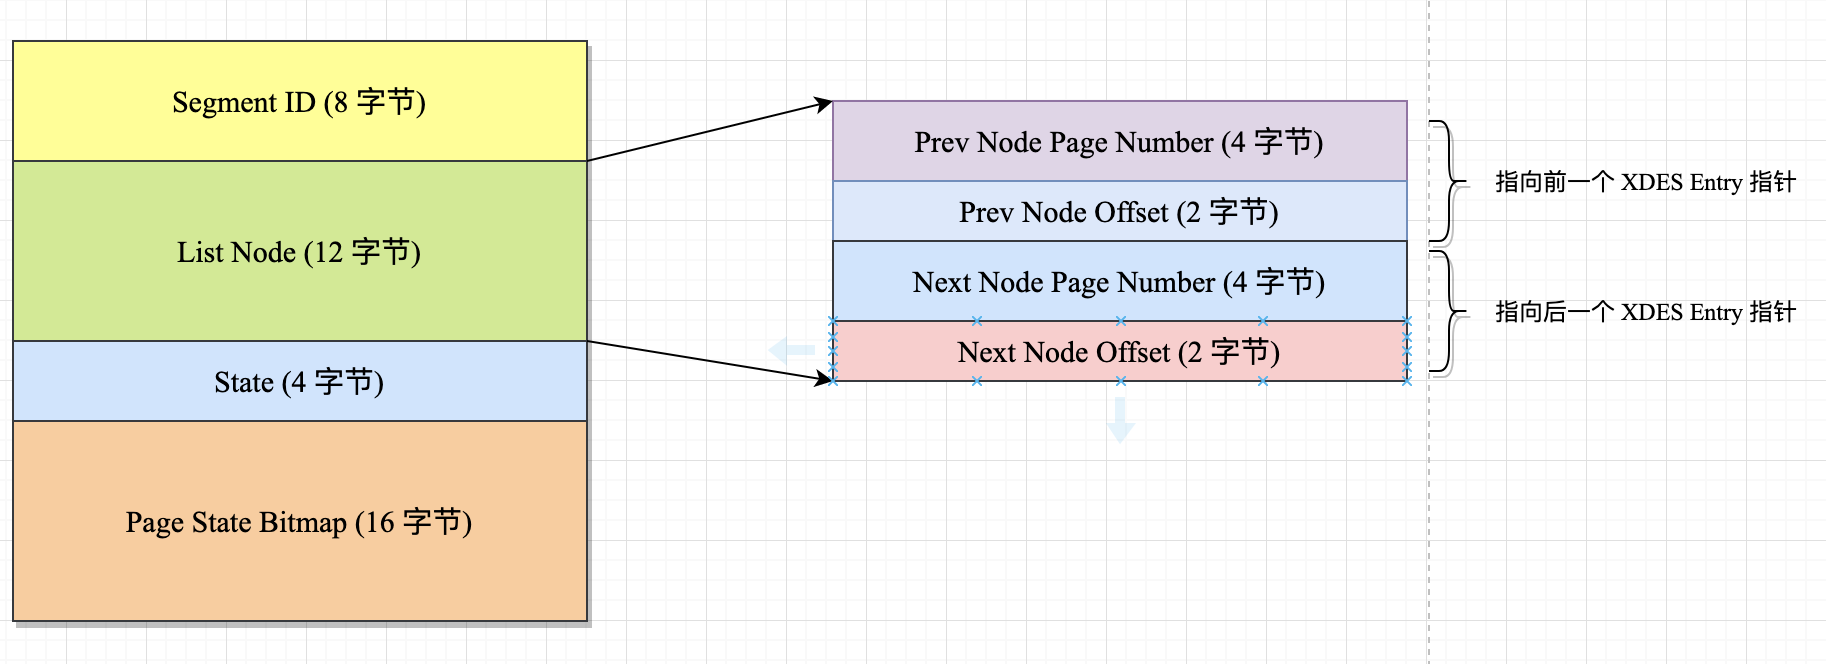 Segment ID (8 字节)
List Node (12 字节)
State (4 字节)
Page State Bitmap (16 字节)
Prev Node Page Number (4 字节)
Prev Node Offset (2 字节)
Next Node Page Number (4 字节)
Next Node Offset (2 字节)
指向前一个 XDES Entry 指针
指向后一个 XDES Entry 指针